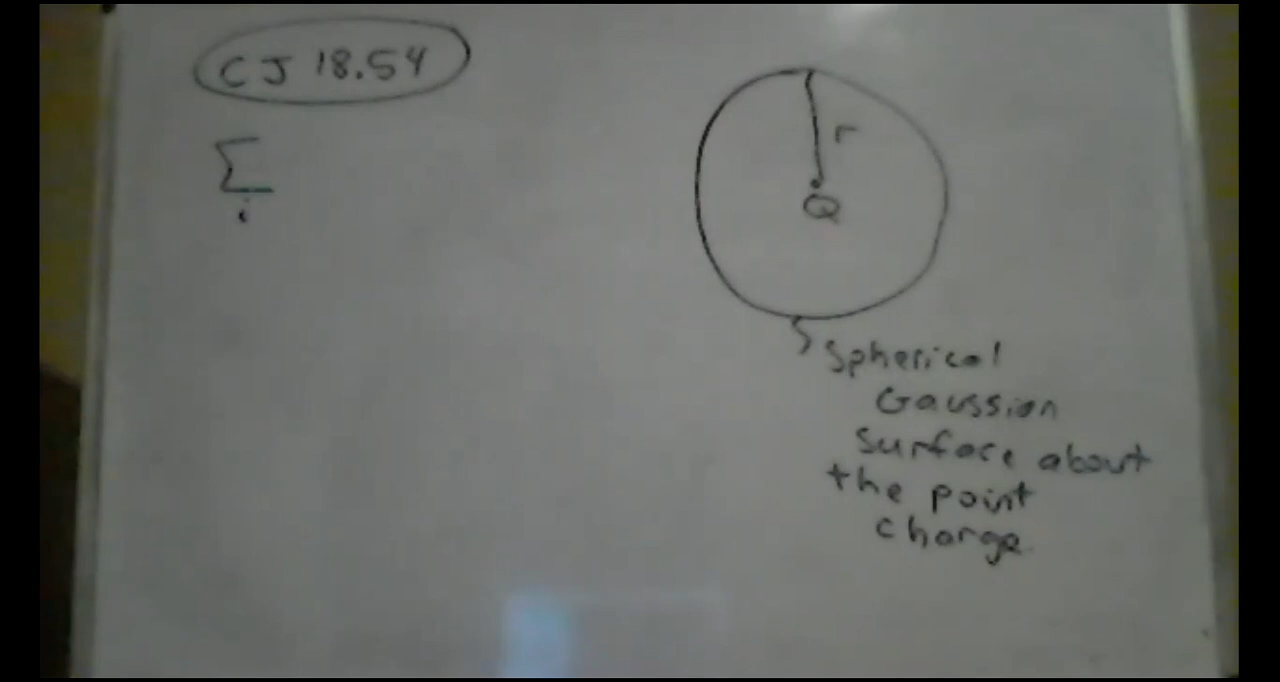 CJ 18.54
Σ
i
r
Q
Spherical
Gaussian
surface about
the point
charge